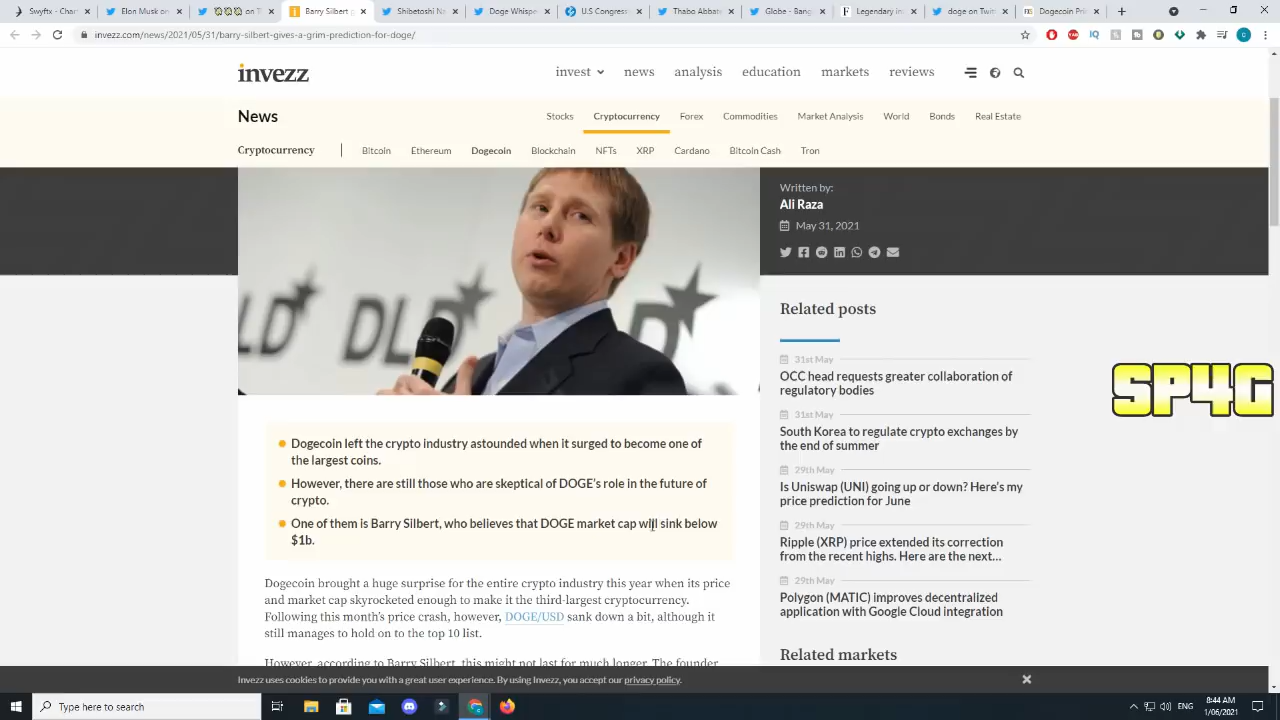 Swyftx - Cryptocurr
Elon Musk on
Swyftx on
Crypto Whale
Dogecoin Whi
U.S Congress
Thabo Abbas
Global - Ban
F Legendary Am
Doge Bitcoin
Dogecoin Price
invezz.com/news/2021/05/31/barry-silbert-gives-a-grim-prediction-for-doge/
invezz
invest news analysis education markets reviews
News
Stocks Cryptocurrency Forex Commodities Market Analysis World Bonds Real Estate
Cryptocurrency Bitcoin Ethereum Dogecoin Blockchain NFTs XRP Cardano Bitcoin Cash Tron
Written by:
Ali Raza
May 31, 2021
LD DLD D
Related posts
31st May
OCC head requests greater collaboration of
regulatory bodies
31st May
South Korea to regulate crypto exchanges by
the end of summer
29th May
Is Uniswap (UNI) going up or down? Here's my
price prediction for June
29th May
Ripple (XRP) price extended its correction
from the recent highs. Here are the next...
29th May
Polygon (MATIC) improves decentralized
application with Google Cloud integration
Related markets
SP4G
Dogecoin left the crypto industry astounded when it surged to become one of
the largest coins.
However, there are still those who are skeptical of DOGE's role in the future of
crypto.
One of them is Barry Silbert, who believes that DOGE market cap will sink below
$1b.
Dogecoin brought a huge surprise for the entire crypto industry this year when its price
and market cap skyrocketed enough to make it the third-largest cryptocurrency.
Following this month's price crash, however, DOGE/USD sank down a bit, although it
still manages to hold on to the top 10 list.
However, according to Barry Silbert, this might not last for much longer. The founder
Invezz uses cookies to provide you with a great user experience. By using Invezz, you accept our privacy policy.
Type here to search
ENG
8:44 AM
1/06/2021